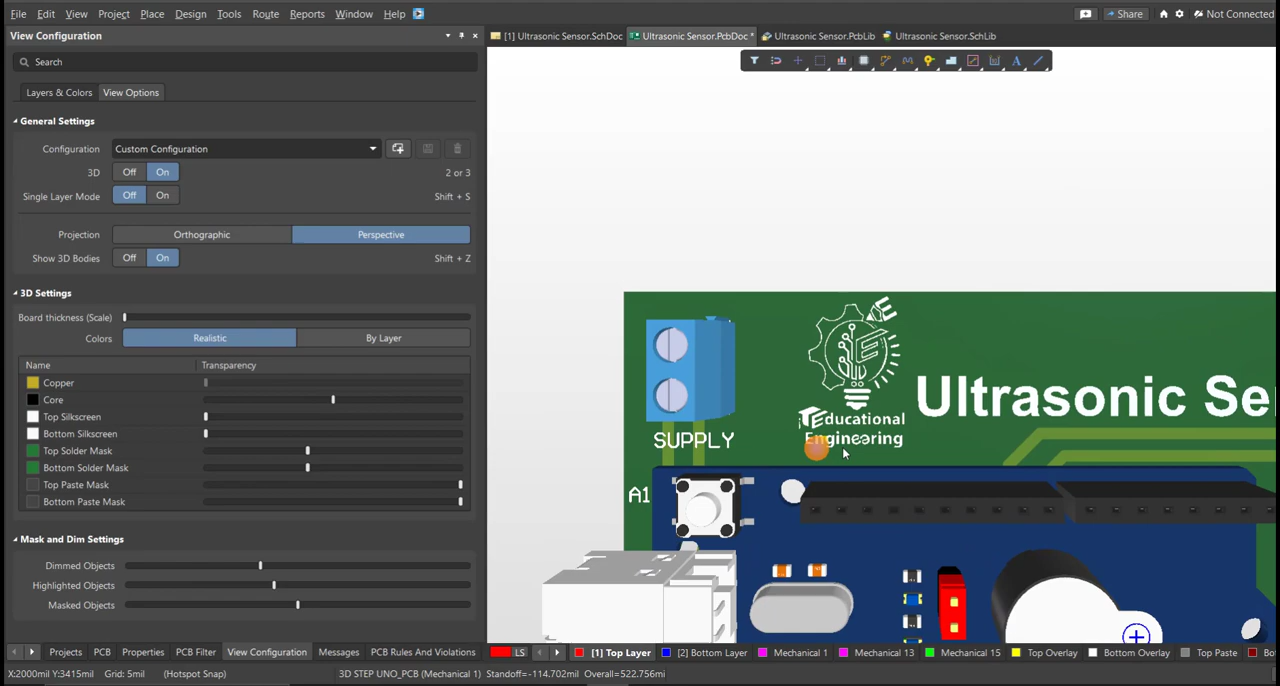 File Edit View Project Place Design Tools Route Reports Window Help Share Not Connected
View Configuration
[1] Ultrasonic Sensor.SchDoc Ultrasonic Sensor.PcbDoc * Ultrasonic Sensor.PcbLib Ultrasonic Sensor.SchLib
Search
Layers & Colors View Options
General Settings
Configuration Custom Configuration
3D Off On 2 or 3
Single Layer Mode Off On Shift + S
Projection Orthographic Perspective
Show 3D Bodies Off On Shift + Z
3D Settings
Board thickness (Scale)
Colors Realistic By Layer
Name Transparency
Copper
Core
Top Silkscreen
Bottom Silkscreen
Top Solder Mask
Bottom Solder Mask
Top Paste Mask
Bottom Paste Mask
Mask and Dim Settings
Dimmed Objects
Highlighted Objects
Masked Objects
Ultrasonic Se
Educational
Engineering
SUPPLY
A1
Projects PCB Properties PCB Filter View Configuration Messages PCB Rules And Violations
LS [1] Top Layer [2] Bottom Layer Mechanical 1 Mechanical 13 Mechanical 15 Top Overlay Bottom Overlay Top Paste Bo
X:2000mil Y:3415mil Grid: 5mil (Hotspot Snap) 3D STEP UNO_PCB (Mechanical 1) Standoff=-114.702mil Overall=522.756mi